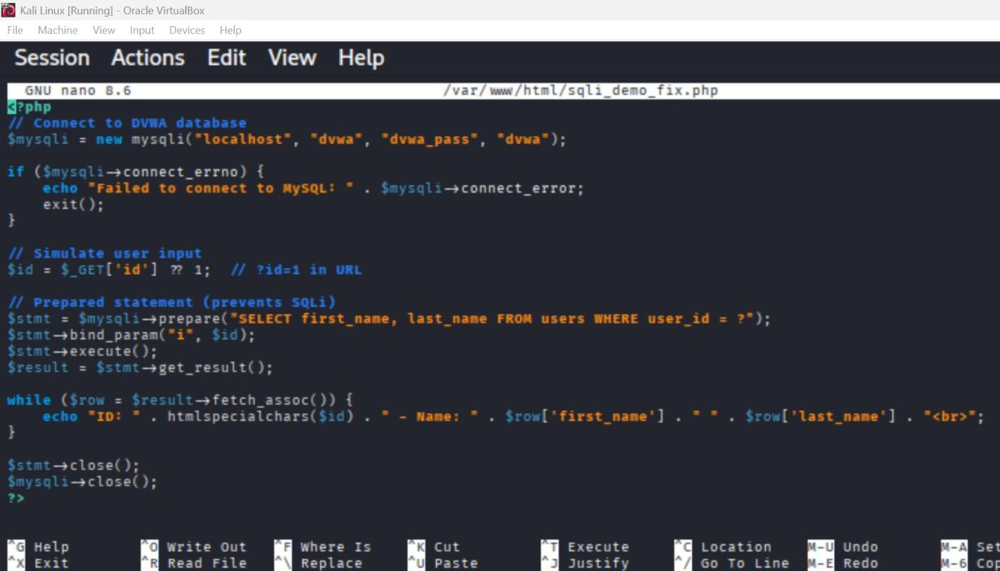 Kali Linux [Running] - Oracle VirtualBox
File Machine View Input Devices Help
Session Actions Edit View Help
GNU nano 8.6 /var/www/html/sqli_demo_fix.php
<?php
// Connect to DVWA database
$mysqli = new mysqli("localhost", "dvwa", "dvwa_pass", "dvwa");
if ($mysqli->connect_errno) {
echo "Failed to connect to MySQL: " . $mysqli->connect_error;
exit();
}
// Simulate user input
$id = $_GET['id'] ?? 1; // ?id=1 in URL
// Prepared statement (prevents SQLi)
$stmt = $mysqli->prepare("SELECT first_name, last_name FROM users WHERE user_id = ?");
$stmt->bind_param("i", $id);
$stmt->execute();
$result = $stmt->get_result();
while ($row = $result->fetch_assoc()) {
echo "ID: " . htmlspecialchars($id) . " - Name: " . $row['first_name'] . " " . $row['last_name'] . "<br>";
}
$stmt->close();
$mysqli->close();
?>
^G Help ^O Write Out ^F Where Is ^K Cut ^T Execute ^C Location M-U Undo M-A Set
^X Exit ^R Read File ^\ Replace ^U Paste ^J Justify ^/ Go To Line M-E Redo M-6 Cop